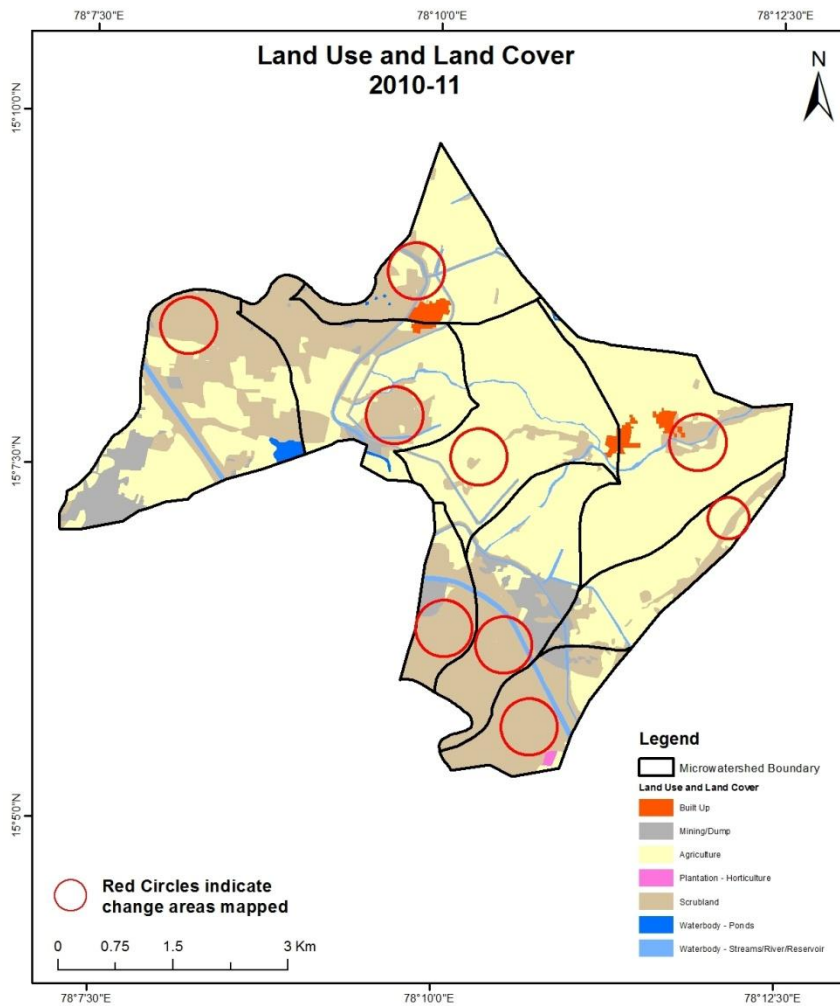 78°7'30"E
78°10'0"E
78°12'30"E
Land Use and Land Cover
2010-11
N
15°10'0"N
15°7'30"N
15°5'0"N
Legend
Microwatershed Boundary
Land Use and Land Cover
Built Up
Mining/Dump
Agriculture
Plantation - Horticulture
Scrubland
Waterbody - Ponds
Waterbody - Streams/River/Reservoir
Red Circles indicate
change areas mapped
0 0.75 1.5 3 Km
78°7'30"E
78°10'0"E
78°12'30"E